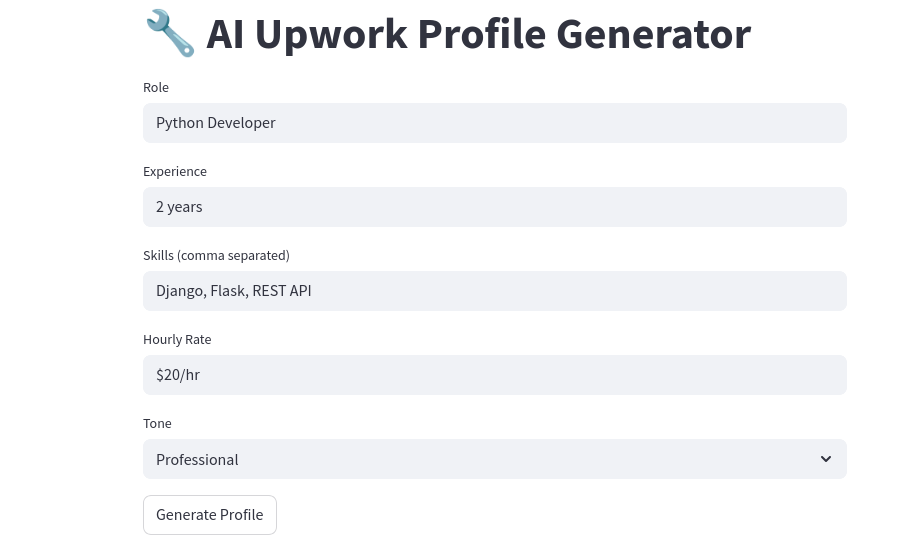 AI Upwork Profile Generator
Role
Python Developer
Experience
2 years
Skills (comma separated)
Django, Flask, REST API
Hourly Rate
$20/hr
Tone
Professional
Generate Profile